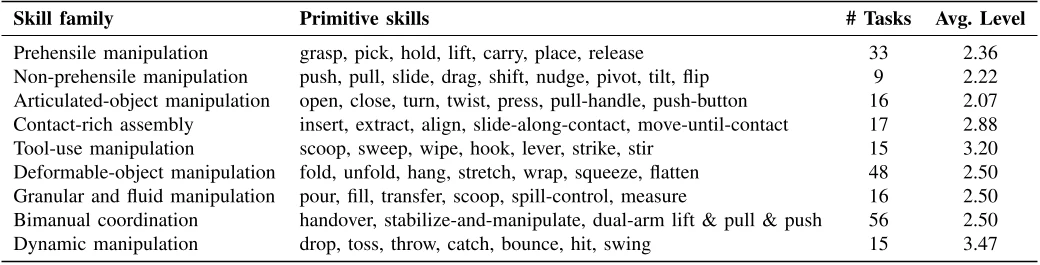 Skill family Primitive skills # Tasks Avg. Level
Prehensile manipulation grasp, pick, hold, lift, carry, place, release 33 2.36
Non-prehensile manipulation push, pull, slide, drag, shift, nudge, pivot, tilt, flip 9 2.22
Articulated-object manipulation open, close, turn, twist, press, pull-handle, push-button 16 2.07
Contact-rich assembly insert, extract, align, slide-along-contact, move-until-contact 17 2.88
Tool-use manipulation scoop, sweep, wipe, hook, lever, strike, stir 15 3.20
Deformable-object manipulation fold, unfold, hang, stretch, wrap, squeeze, flatten 48 2.50
Granular and fluid manipulation pour, fill, transfer, scoop, spill-control, measure 16 2.50
Bimanual coordination handover, stabilize-and-manipulate, dual-arm lift & pull & push 56 2.50
Dynamic manipulation drop, toss, throw, catch, bounce, hit, swing 15 3.47